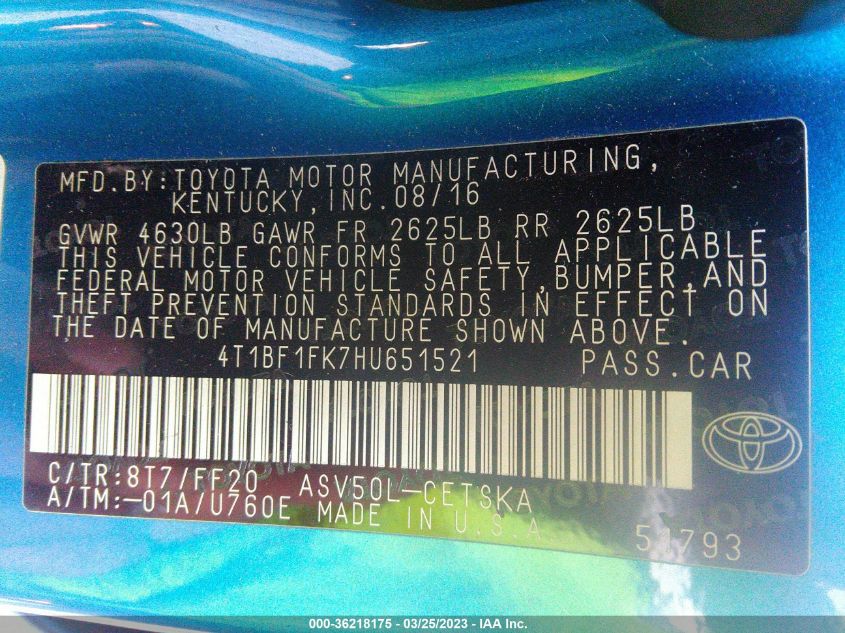 MFD.BY:TOYOTA MOTOR MANUFACTURING,
KENTUCKY,INC.08/16
GVWR 4630LB GAWR FR 2625LB RR 2625LB
THIS VEHICLE CONFORMS TO ALL APPLICABLE
FEDERAL MOTOR VEHICLE SAFETY,BUMPER,AND
THEFT PREVENTION STANDARDS IN EFFECT ON
THE DATE OF MANUFACTURE SHOWN ABOVE.
4T1BF1FK7HU651521 PASS.CAR
C/TR:8T7/FF20 ASV50L-CETSKA
A/TM:-01A/U760E MADE IN U.S.A.
000-36218175 - 03/25/2023 - IAA Inc.